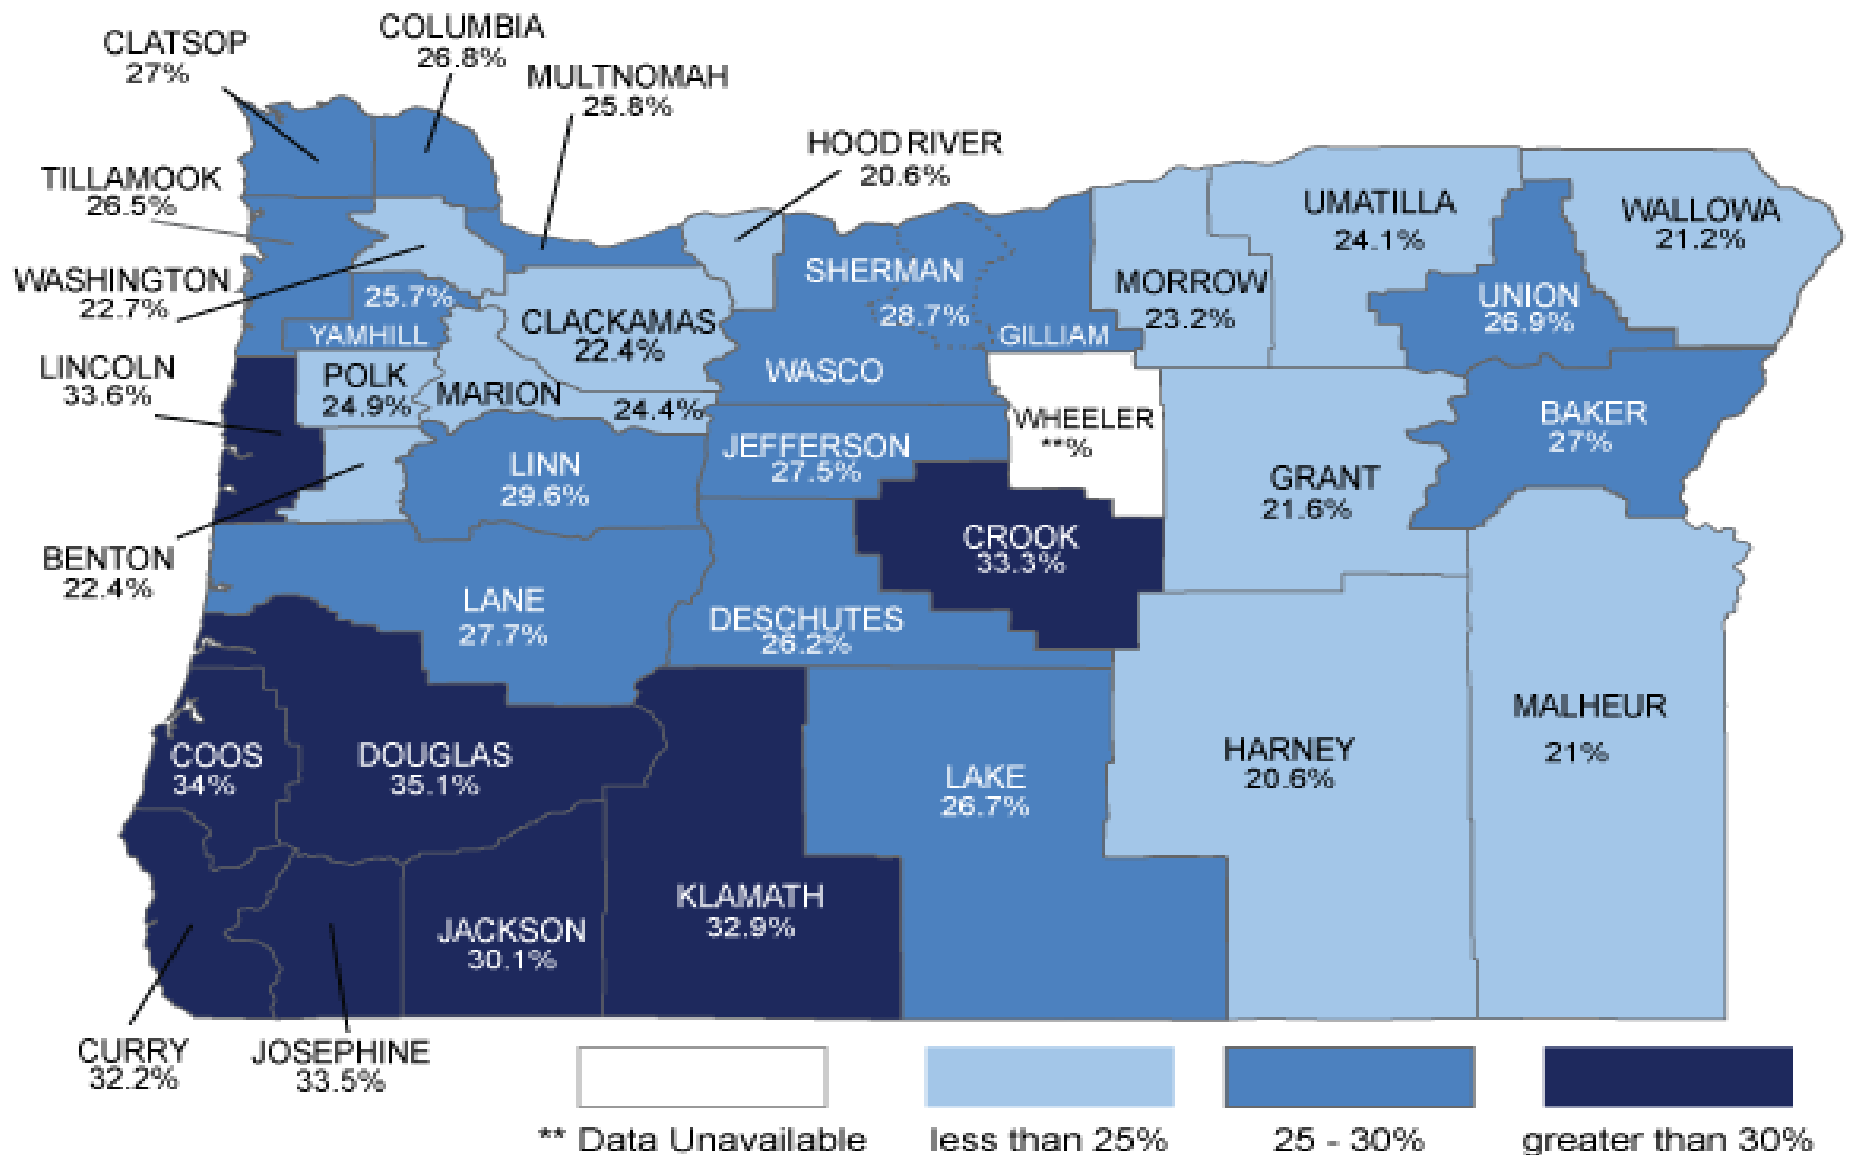 CLATSOP
27%
COLUMBIA
26.8%
MULTNOMAH
25.8%
HOOD RIVER
20.6%
TILLAMOOK
26.5%
UMATILLA
24.1%
WALLOWA
21.2%
WASHINGTON
22.7%
25.7%
YAMHILL
CLACKAMAS
22.4%
SHERMAN
28.7%
GILLIAM
WASCO
MORROW
23.2%
UNION
26.9%
LINCOLN
33.6%
POLK
24.9%
MARION
24.4%
WHEELER
**%
BAKER
27%
JEFFERSON
27.5%
LINN
29.6%
GRANT
21.6%
BENTON
22.4%
CROOK
33.3%
LANE
27.7%
DESCHUTES
26.2%
MALHEUR
21%
COOS
34%
DOUGLAS
35.1%
LAKE
26.7%
HARNEY
20.6%
KLAMATH
32.9%
JACKSON
30.1%
CURRY
32.2%
JOSEPHINE
33.5%
** Data Unavailable
less than 25%
25 - 30%
greater than 30%